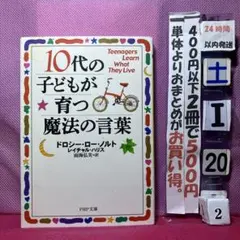 10代の
子どもが
育つ
魔法の言葉
Teenagers
Learn
What
They Live
ドロシー・ロー・ノルト
レイチャル・ハリス
PHP文庫
400円以下2冊で500円
単体よりおまとめがお買い得。
24時間
以内発送
土
I
20
2